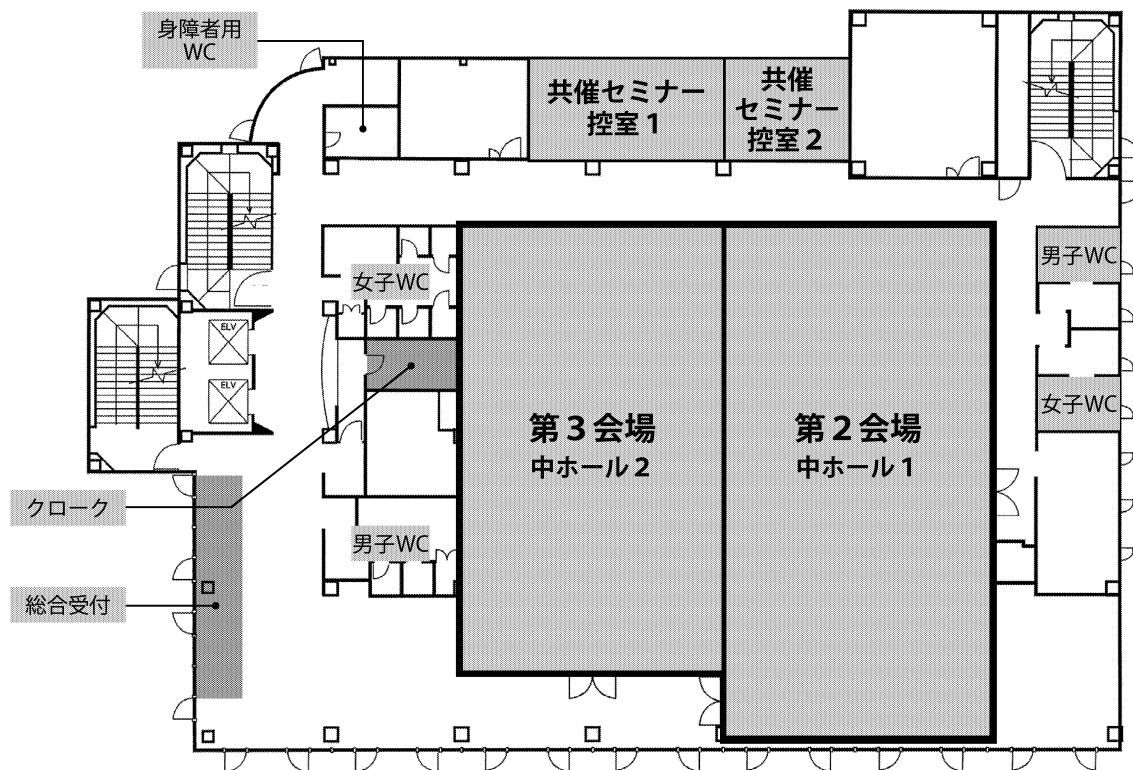 身障者用
WC
共催セミナー
控室1
共催
セミナー
控室2
男子WC
女子WC
ELV
ELV
第3会場
中ホール2
第2会場
中ホール1
女子WC
クローク
男子WC
総合受付